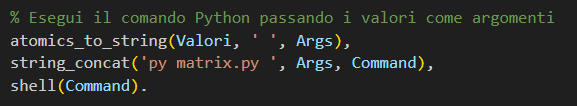 % Esegui il comando Python passando i valori come argomenti
atomics_to_string(Valori, ' ', Args),
string_concat('py matrix.py ', Args, Command),
shell(Command).